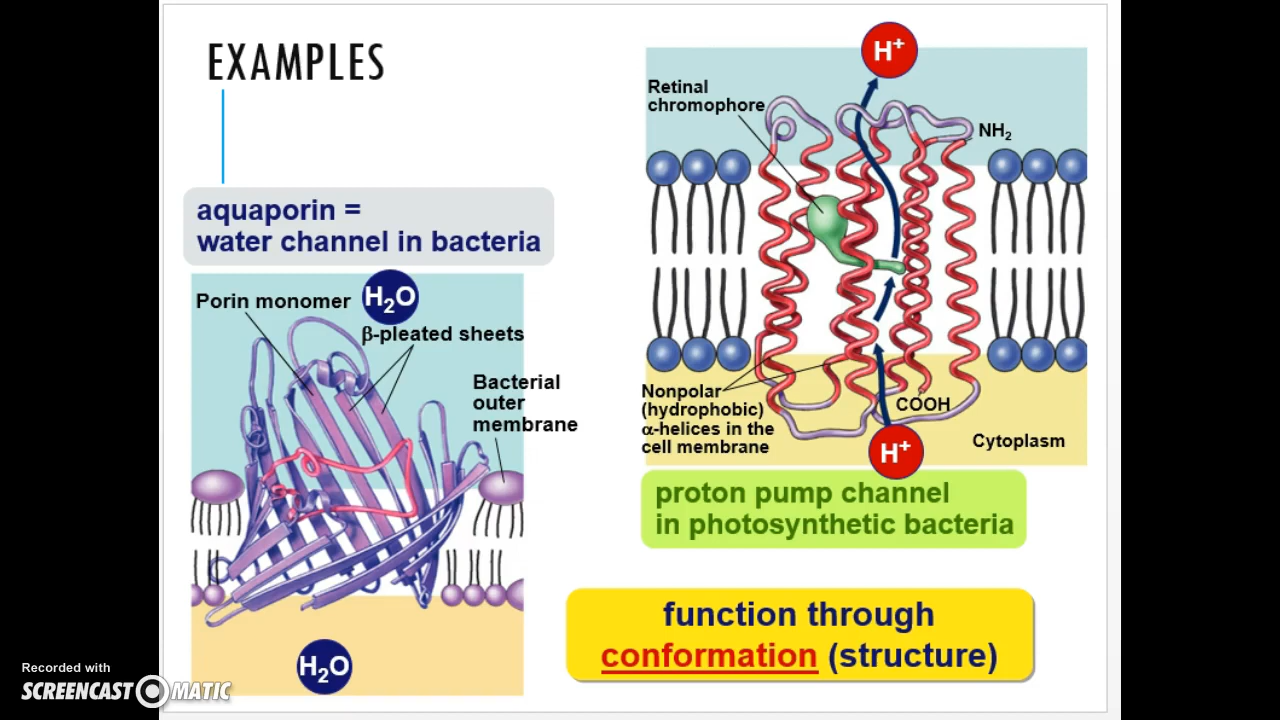 EXAMPLES
aquaporin =
water channel in bacteria
Porin monomer
H₂O
β-pleated sheets
Bacterial
outer
membrane
H₂O
H⁺
Retinal
chromophore
NH₂
Nonpolar
(hydrophobic)
α-helices in the
cell membrane
COOH
H⁺
Cytoplasm
proton pump channel
in photosynthetic bacteria
function through
conformation (structure)
Recorded with
SCREENCAST MATIC